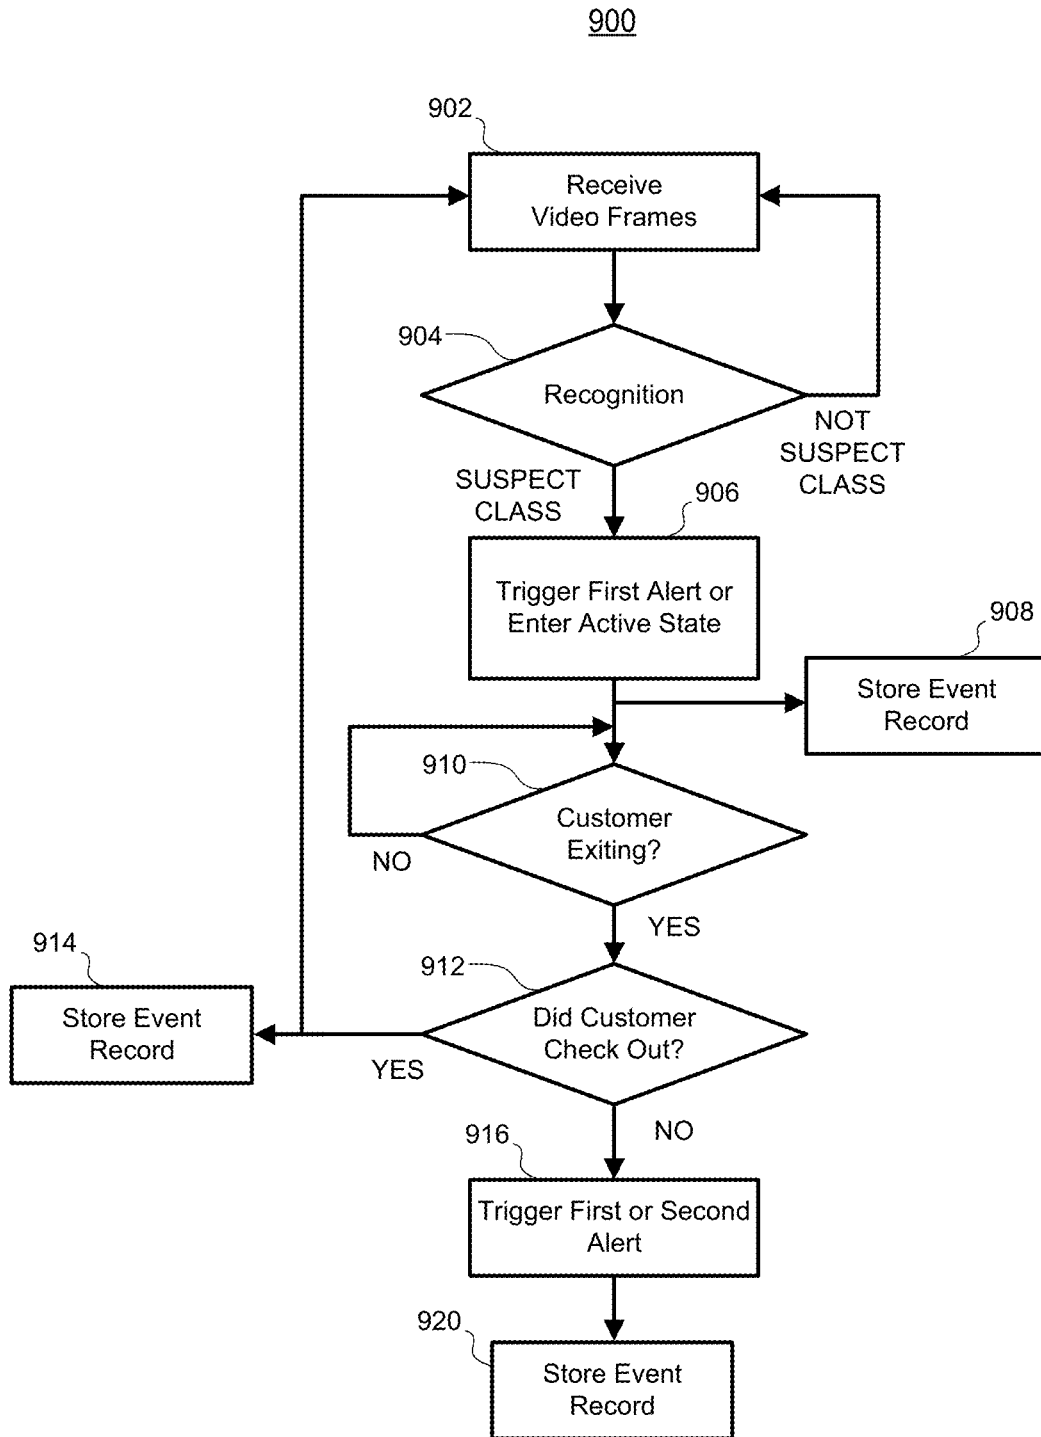 900
902
Receive
Video Frames
904
Recognition
NOT
SUSPECT
CLASS
SUSPECT
CLASS
906
Trigger First Alert or
Enter Active State
908
Store Event
Record
910
Customer
Exiting?
NO
YES
914
Store Event
Record
912
Did Customer
Check Out?
YES
NO
916
Trigger First or Second
Alert
920
Store Event
Record